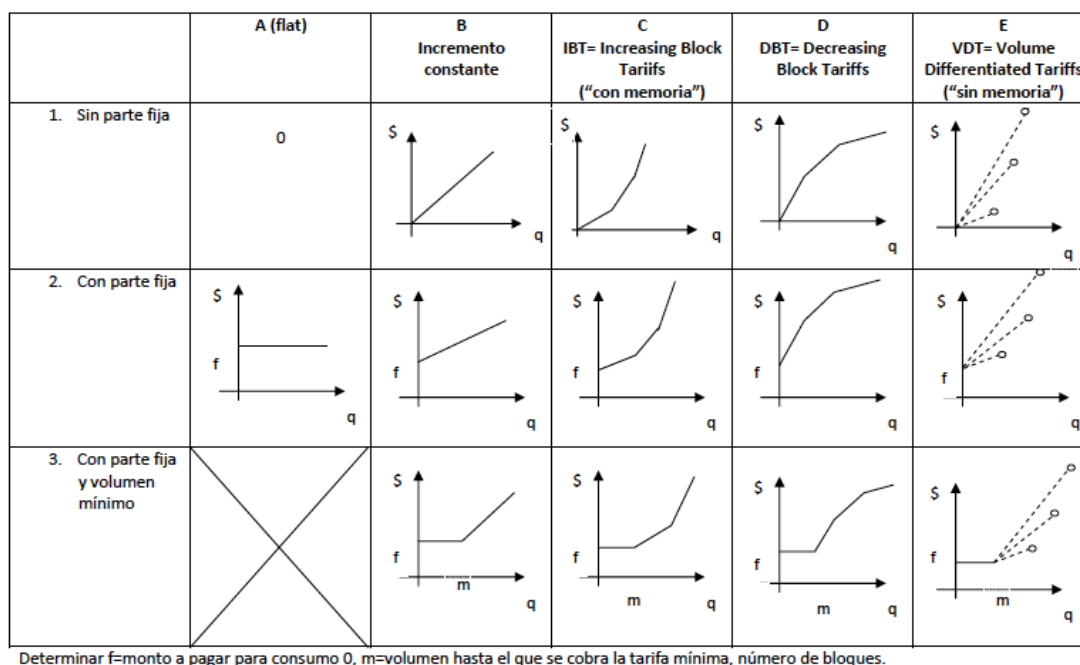 A (flat)
B
Incremento
constante
C
IBT= Increasing Block
Tariifs
("con memoria")
D
DBT= Decreasing
Block Tariffs
E
VDT= Volume
Differentiated Tariffs
("sin memoria")
1. Sin parte fija
0
$
q
$
q
$
q
$
q
2. Con parte fija
$
f
q
$
f
q
$
f
q
$
f
q
$
f
q
3. Con parte fija
y volumen
mínimo
$
f
m
q
$
f
m
q
$
f
m
q
$
f
m
q
Determinar f=monto a pagar para consumo 0, m=volumen hasta el que se cobra la tarifa mínima, número de bloques.